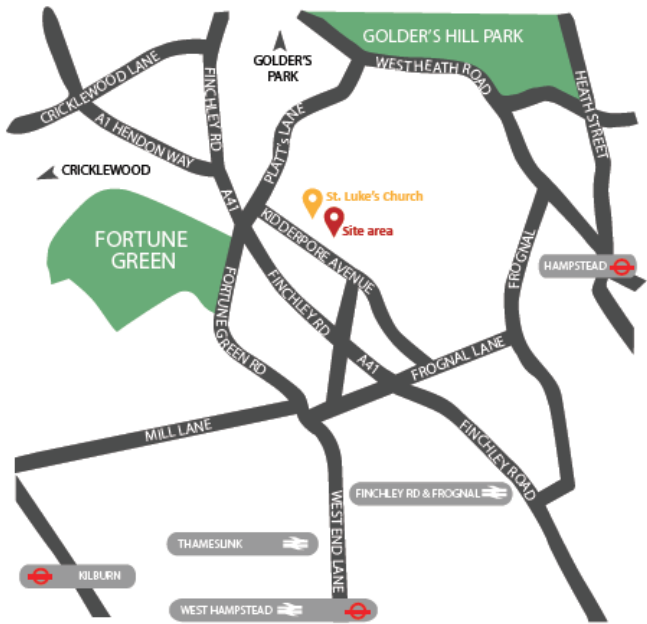 GOLDER'S HILL PARK
GOLDER'S
PARK
WESTHEATH ROAD
CRICKLEWOOD LANE
FINCHLEY RD
HEATH STREET
A1 HENDON WAY
PLATT's LANE
CRICKLEWOOD
A41
St. Luke's Church
Site area
KIDDERPORE AVENUE
FORTUNE
GREEN
FROGNAL
HAMPSTEAD
FORTUNE GREEN RD
FINCHLEY RD
A41
FROGNAL LANE
MILL LANE
FINCHLEY ROAD
FINCHLEY RD & FROGNAL
WEST END LANE
THAMESLINK
KILBURN
WEST HAMPSTEAD